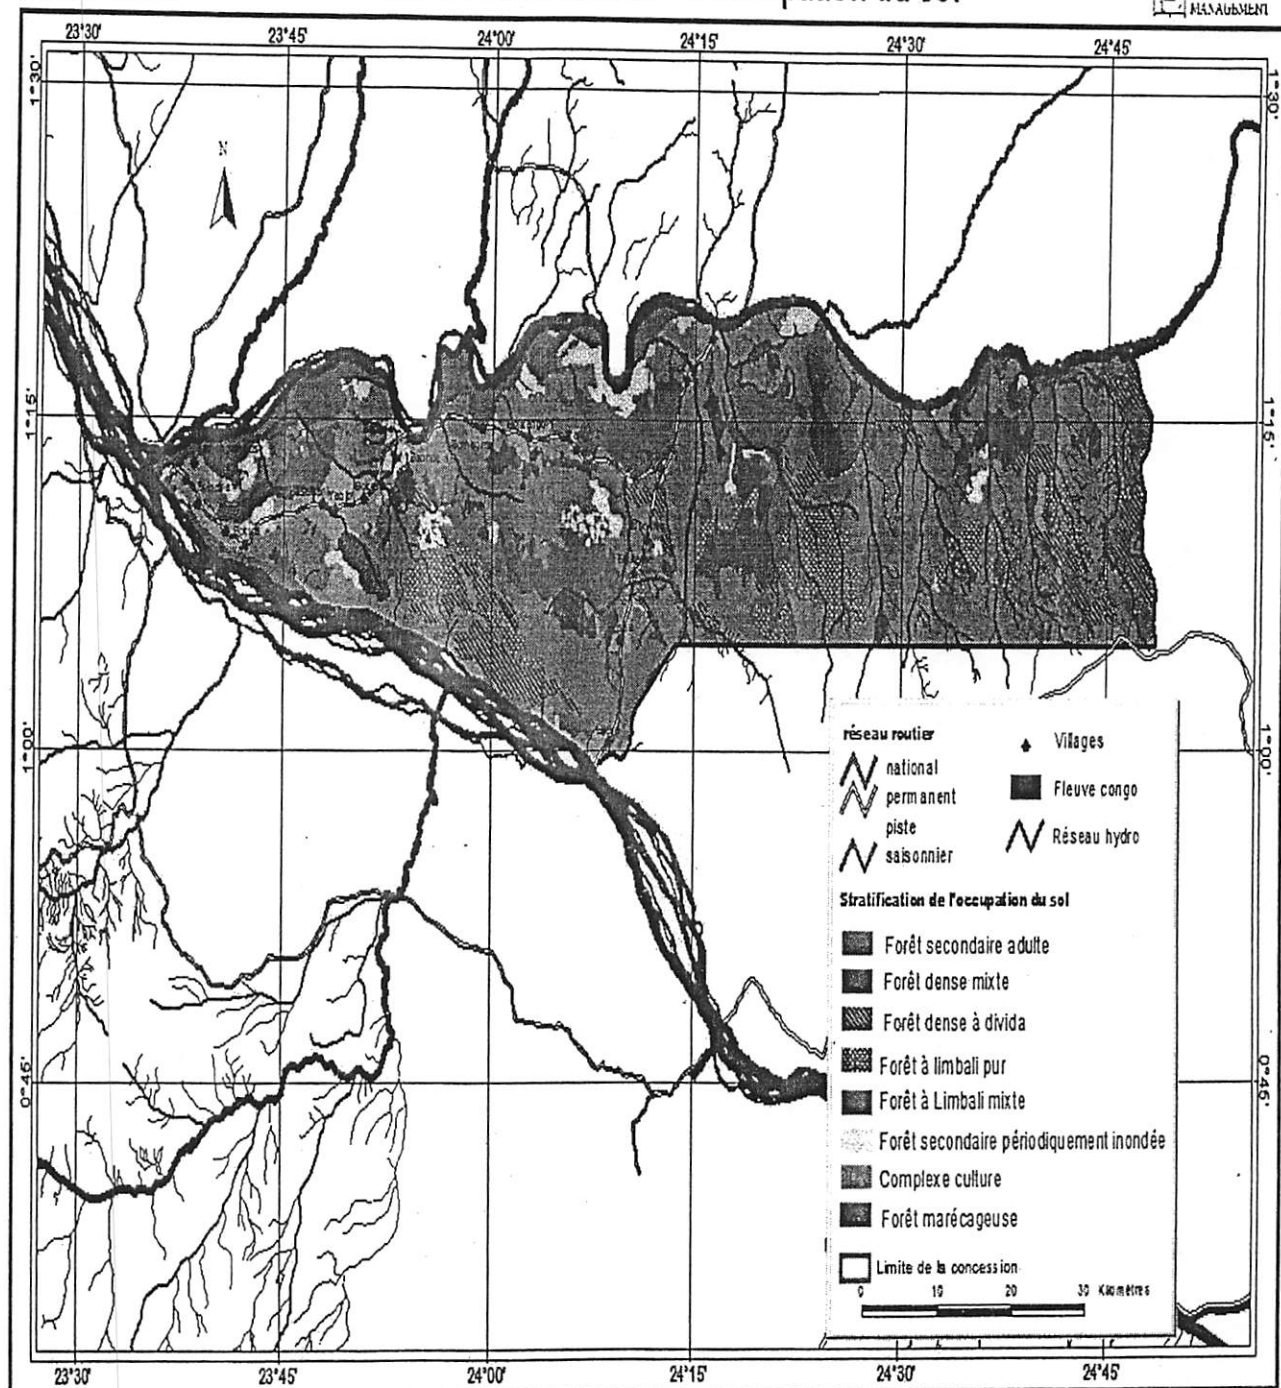 du sol
MANAGEMENT
23°30' 23°45' 24°00' 24°15' 24°30' 24°45'
1°30' 1°30'
N
1°15' 1°15'
1°00' 1°00'
0°45' 0°45'
réseau routier
national
permanent
piste
saisonnier
Villages
Fleuve congo
Réseau hydro
Stratification de l'occupation du sol
Forêt secondaire adulte
Forêt dense mixte
Forêt dense à divida
Forêt à limbali pur
Forêt à Limbali mixte
Forêt secondaire périodiquement inondée
Complexe culture
Forêt marécageuse
Limite de la concession
0 10 20 30 Kilomètres
23°30' 23°45' 24°00' 24°15' 24°30' 24°45'